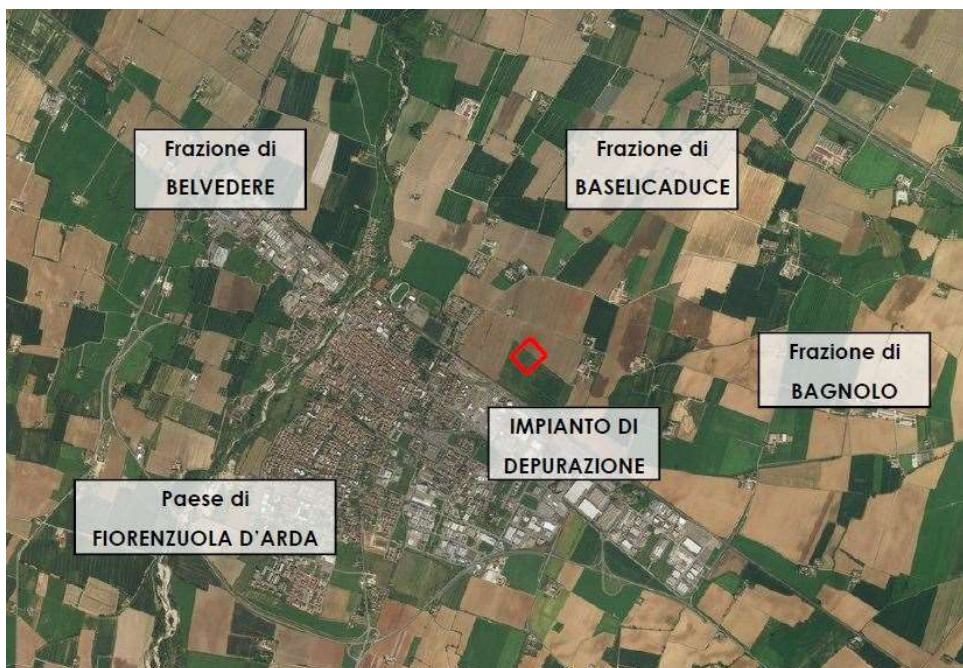 Frazione di
BELVEDERE
Frazione di
BASELICADUCE
Frazione di
BAGNOLO
IMPIANTO DI
DEPURAZIONE
Paese di
FIORENZUOLA D'ARDA